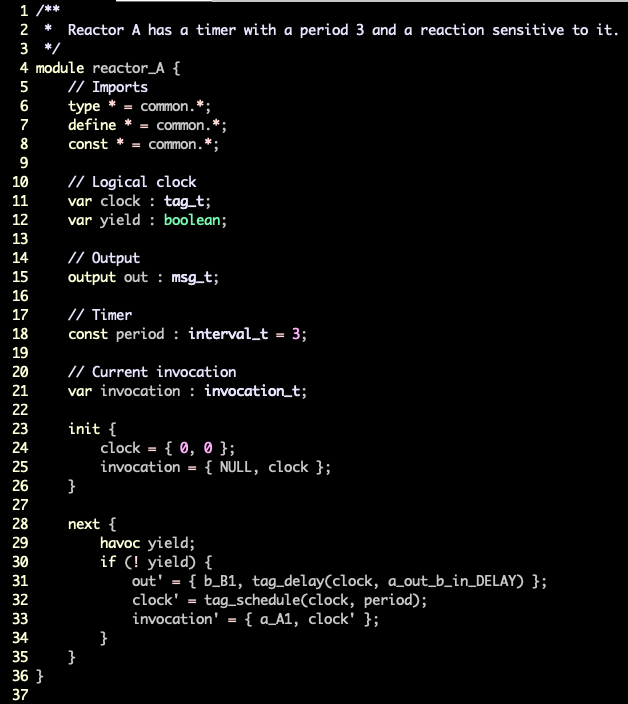 1 /**
2  *  Reactor A has a timer with a period 3 and a reaction sensitive to it.
3  */
4 module reactor_A {
5     // Imports
6     type * = common.*;
7     define * = common.*;
8     const * = common.*;
9
10     // Logical clock
11     var clock : tag_t;
12     var yield : boolean;
13
14     // Output
15     output out : msg_t;
16
17     // Timer
18     const period : interval_t = 3;
19
20     // Current invocation
21     var invocation : invocation_t;
22
23     init {
24         clock = { 0, 0 };
25         invocation = { NULL, clock };
26     }
27
28     next {
29         havoc yield;
30         if (! yield) {
31             out' = { b_B1, tag_delay(clock, a_out_b_in_DELAY) };
32             clock' = tag_schedule(clock, period);
33             invocation' = { a_A1, clock' };
34         }
35     }
36 }
37